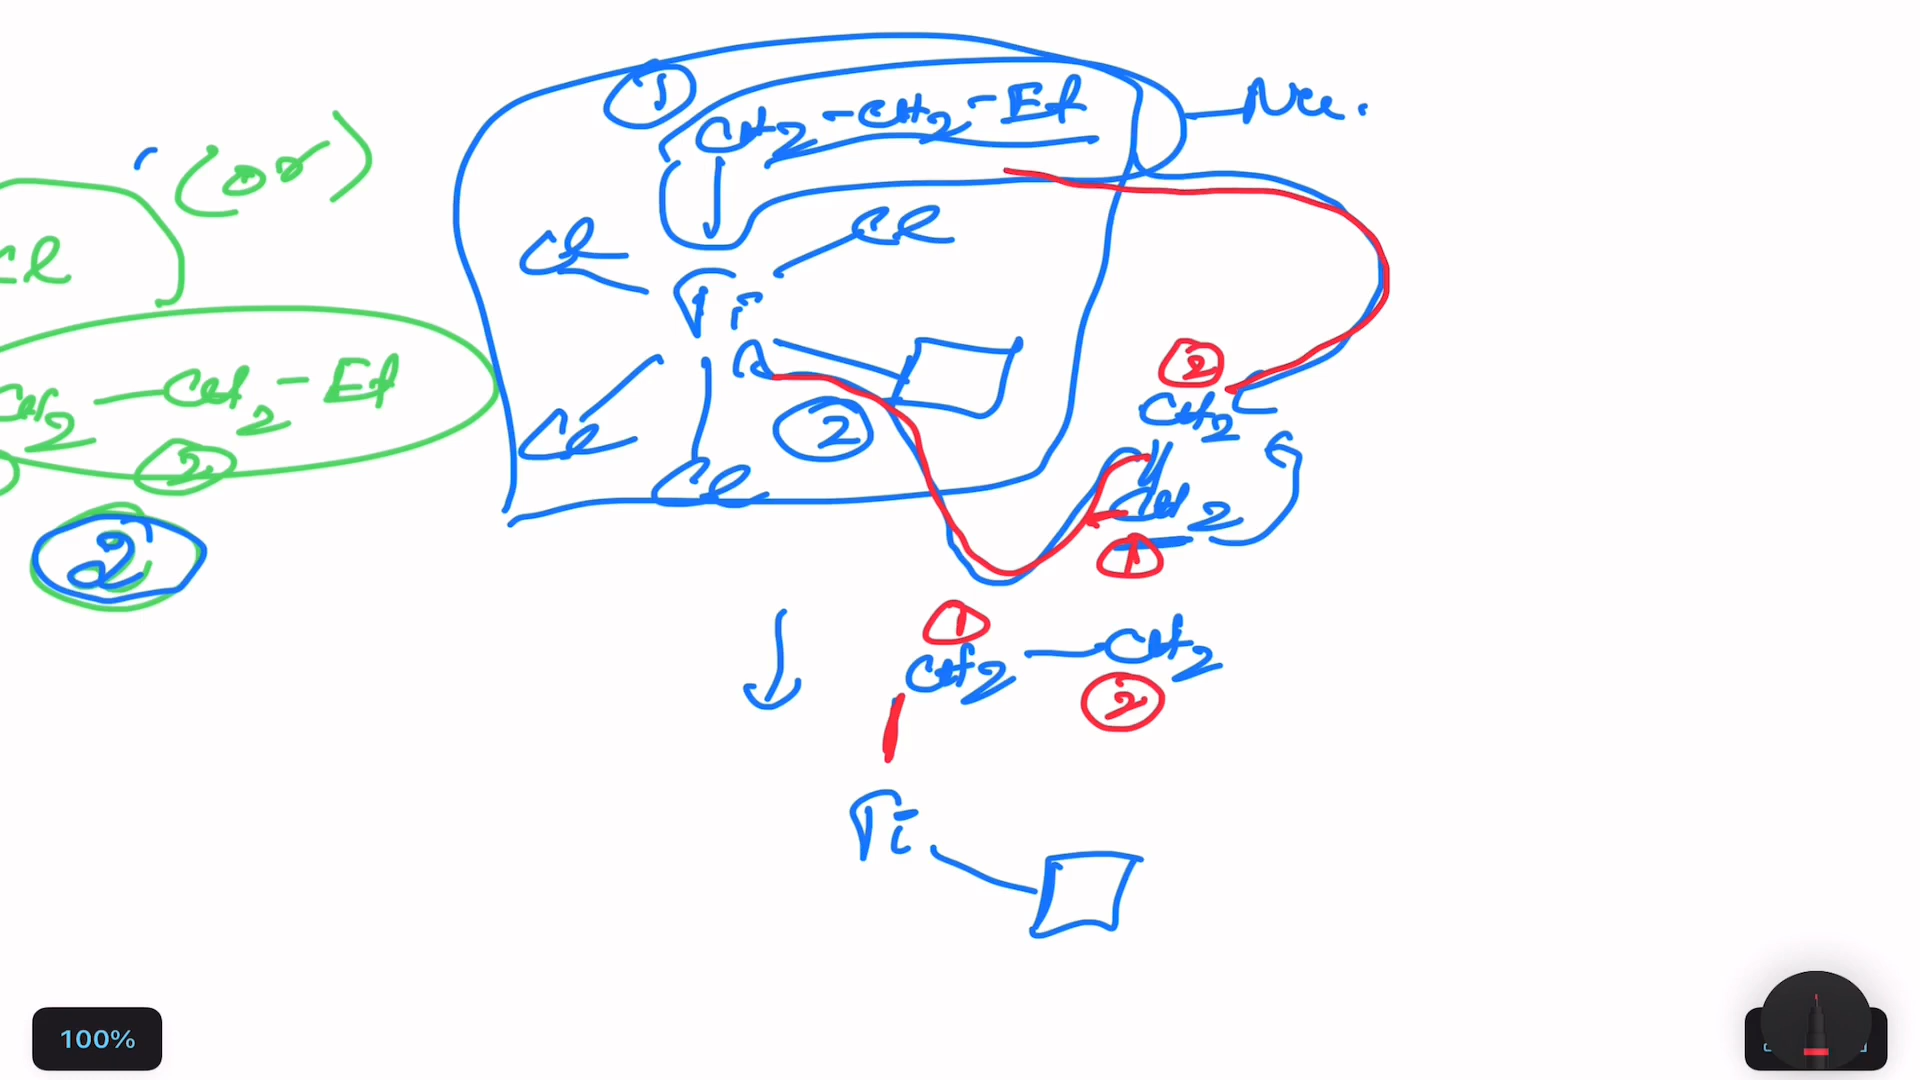 (or)
Cl
CH2 — CH2 - Et
2
2
1
CH2 - CH2 - Et
Nu.
Cl
Cl
Ti
Cl
Cl
2
2
CH2
CH2
1
1
CH2 — CH2
2
Ti
100%